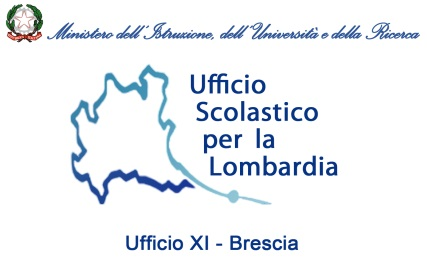 Ministero dell'Istruzione, dell'Università e della Ricerca
Ufficio
Scolastico
per la
Lombardia
Ufficio XI - Brescia